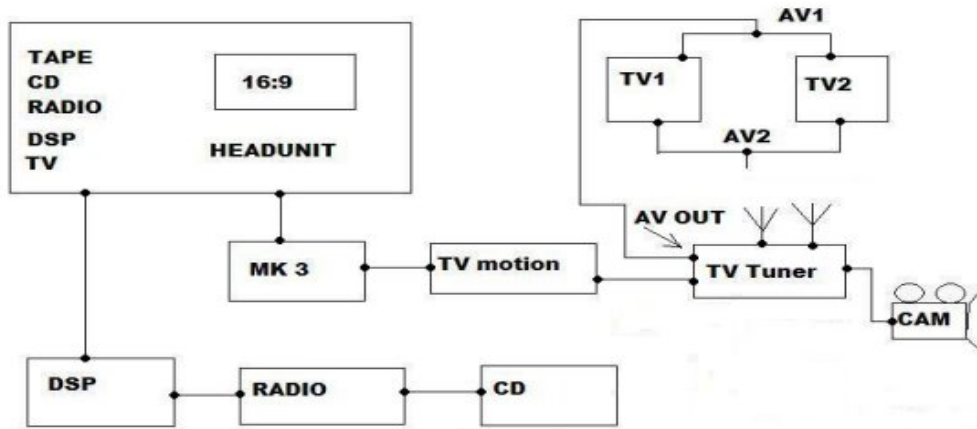 TAPE
CD
RADIO
DSP
TV
16:9
HEADUNIT
AV1
TV1
TV2
AV2
AV OUT
MK 3
TV motion
TV Tuner
CAM
DSP
RADIO
CD